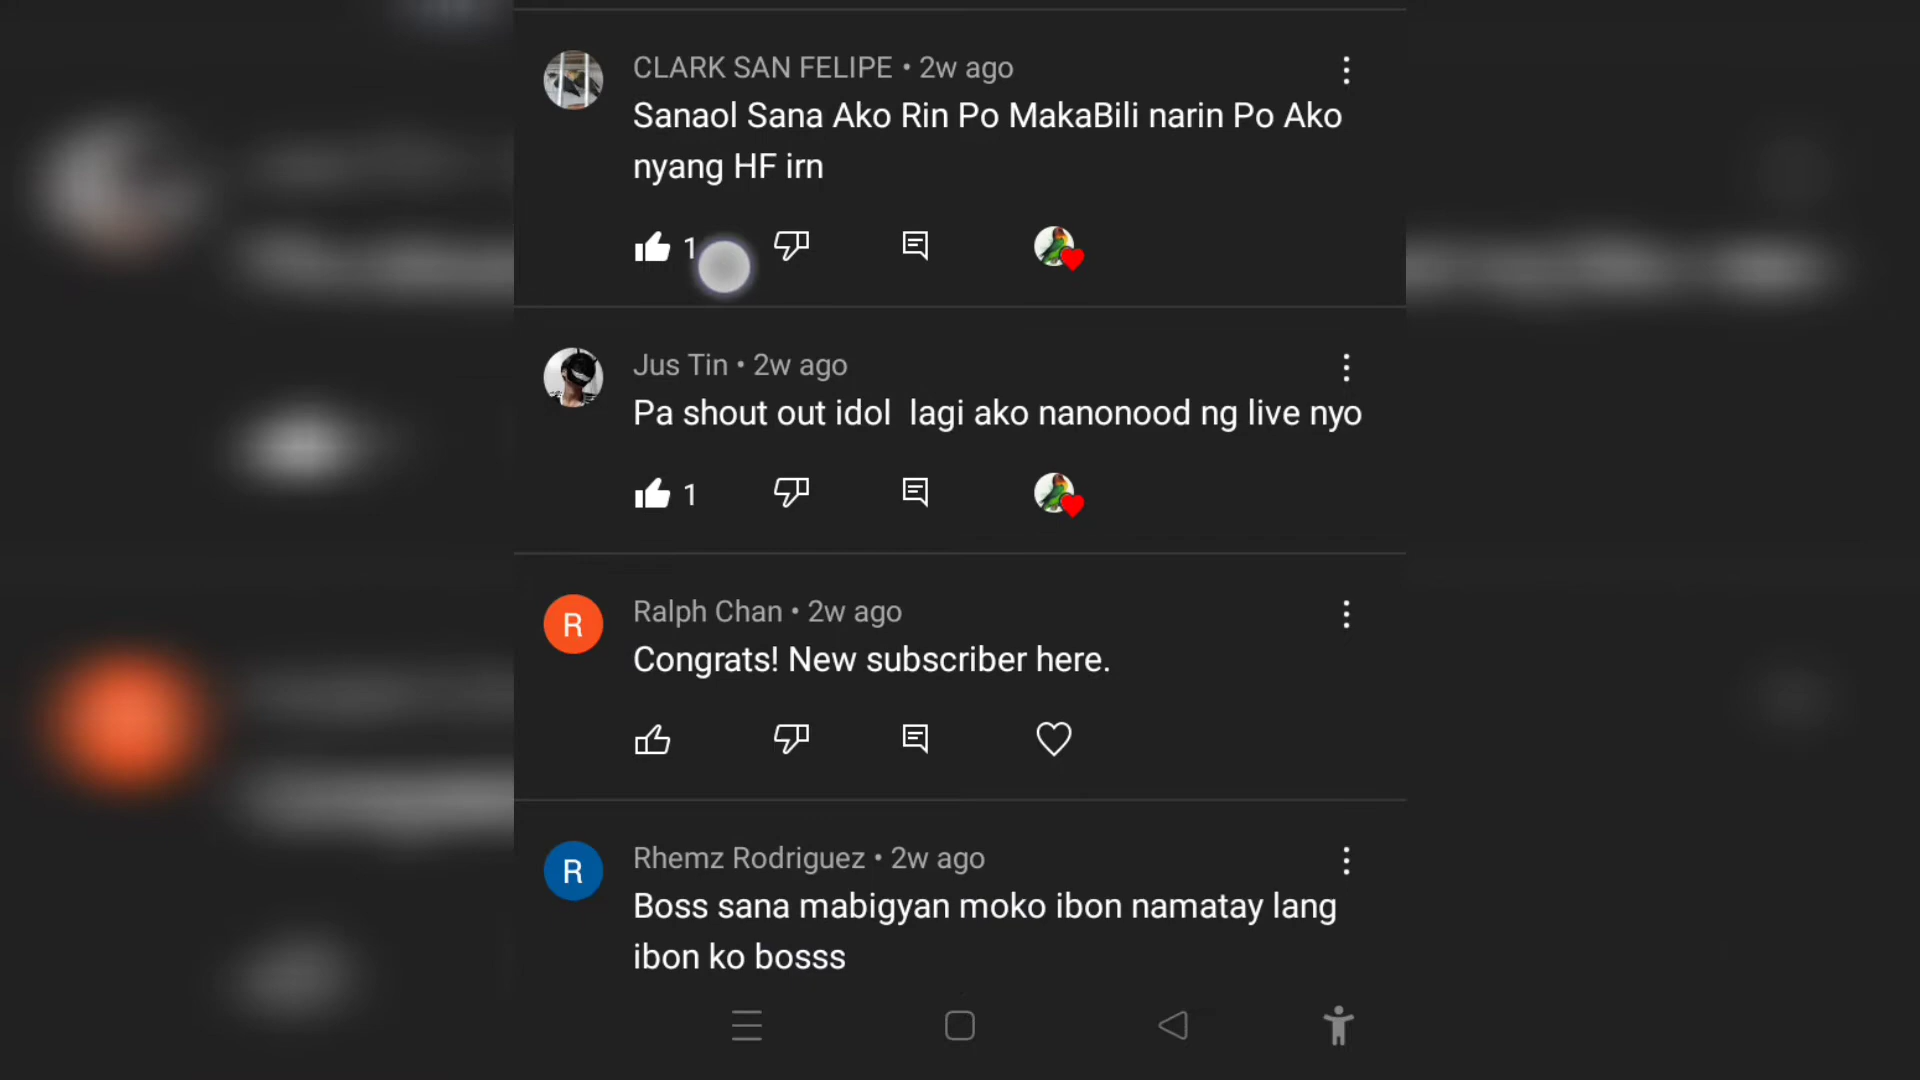 CLARK SAN FELIPE • 2w ago
Sanaol Sana Ako Rin Po MakaBili narin Po Ako
nyang HF irn
1
Jus Tin • 2w ago
Pa shout out idol  lagi ako nanonood ng live nyo
1
R
Ralph Chan • 2w ago
Congrats! New subscriber here.
R
Rhemz Rodriguez • 2w ago
Boss sana mabigyan moko ibon namatay lang
ibon ko bosss